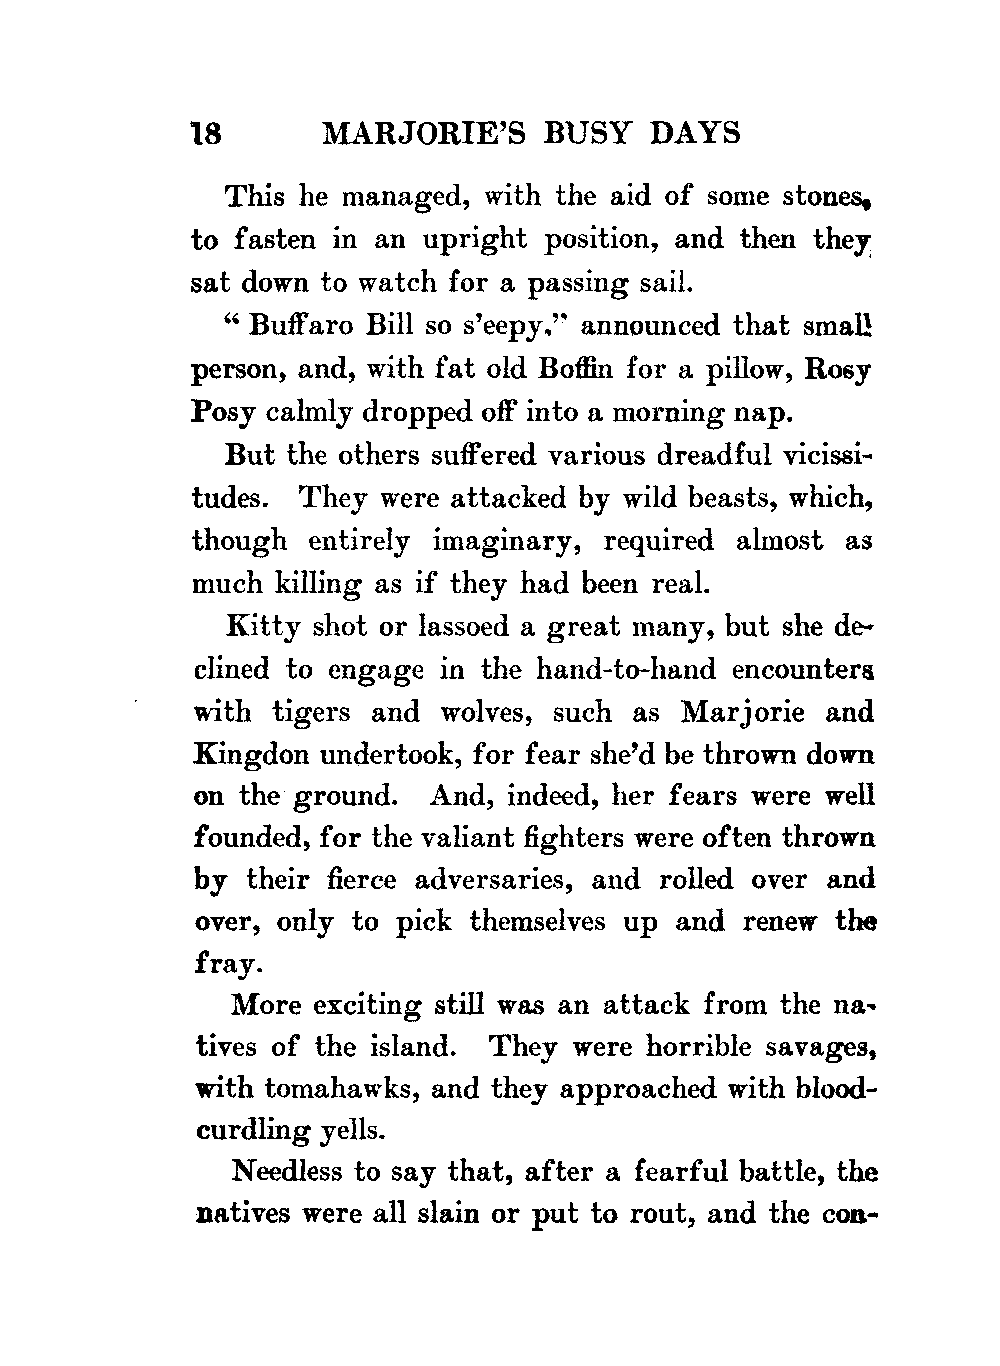 18 MARJORIE'S BUSY DAYS
This he managed, with the aid of some stones,
to fasten in an upright position, and then they
sat down to watch for a passing sail.
“ Buffaro Bill so s'eepy,” announced that small
person, and, with fat old Boffin for a pillow, Rosy
Posy calmly dropped off into a morning nap.
But the others suffered various dreadful vicissi-
tudes. They were attacked by wild beasts, which,
though entirely imaginary, required almost as
much killing as if they had been real.
Kitty shot or lassoed a great many, but she de-
clined to engage in the hand-to-hand encounters
with tigers and wolves, such as Marjorie and
Kingdon undertook, for fear she'd be thrown down
on the ground. And, indeed, her fears were well
founded, for the valiant fighters were often thrown
by their fierce adversaries, and rolled over and
over, only to pick themselves up and renew the
fray.
More exciting still was an attack from the na-
tives of the island. They were horrible savages,
with tomahawks, and they approached with blood-
curdling yells.
Needless to say that, after a fearful battle, the
natives were all slain or put to rout, and the con-